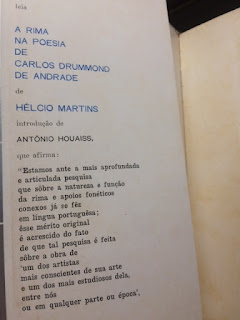 leia
A RIMA
NA POESIA
DE
CARLOS DRUMMOND
DE ANDRADE
de
HÉLCIO MARTINS
introdução de
ANTÔNIO HOUAISS,
que afirma:
"Estamos ante a mais aprofundada
e articulada pesquisa
que sôbre a natureza e função
da rima e apoios fonéticos
conexos já se fêz
em língua portuguêsa;
êsse mérito original
é acrescido do fato
de que tal pesquisa é feita
sôbre a obra de
'um dos artistas
mais conscientes de sua arte
e um dos mais estudiosos dela,
entre nós
ou em qualquer parte ou época'.